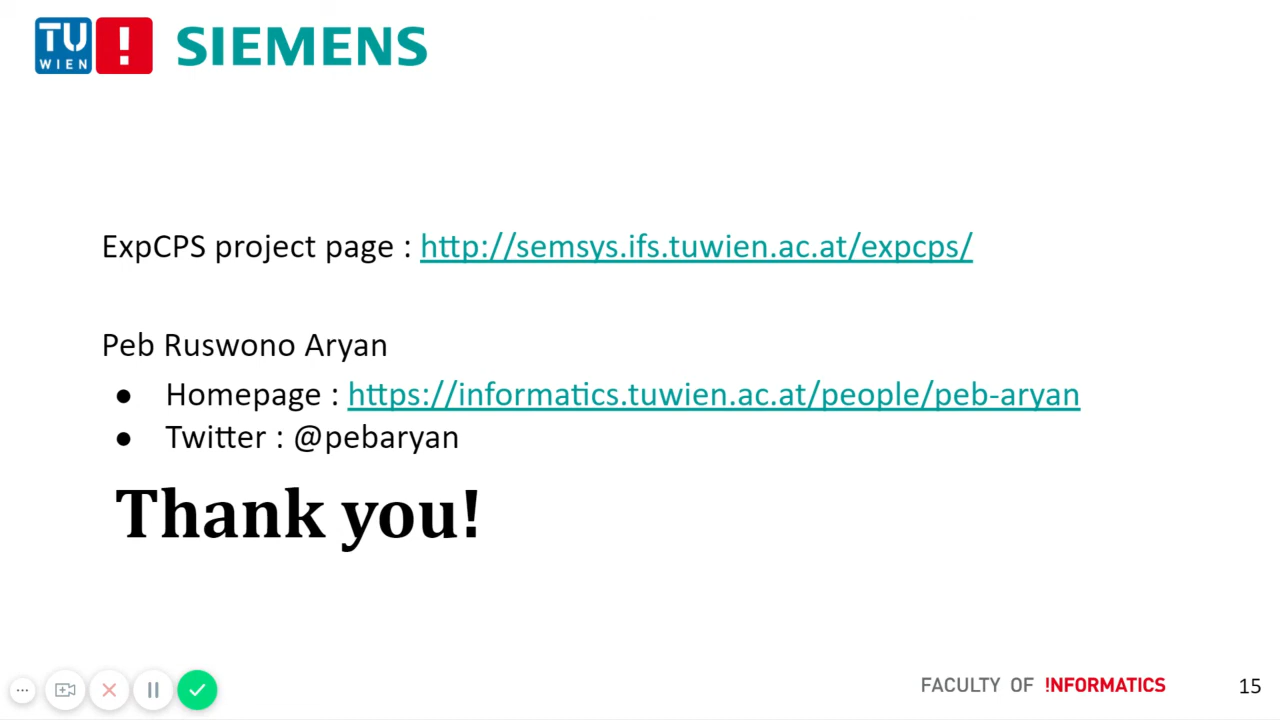 TU
WIEN
!
SIEMENS
ExpCPS project page : http://semsys.ifs.tuwien.ac.at/expcps/
Peb Ruswono Aryan
● Homepage : https://informatics.tuwien.ac.at/people/peb-aryan
● Twitter : @pebaryan
Thank you!
FACULTY OF !NFORMATICS
15